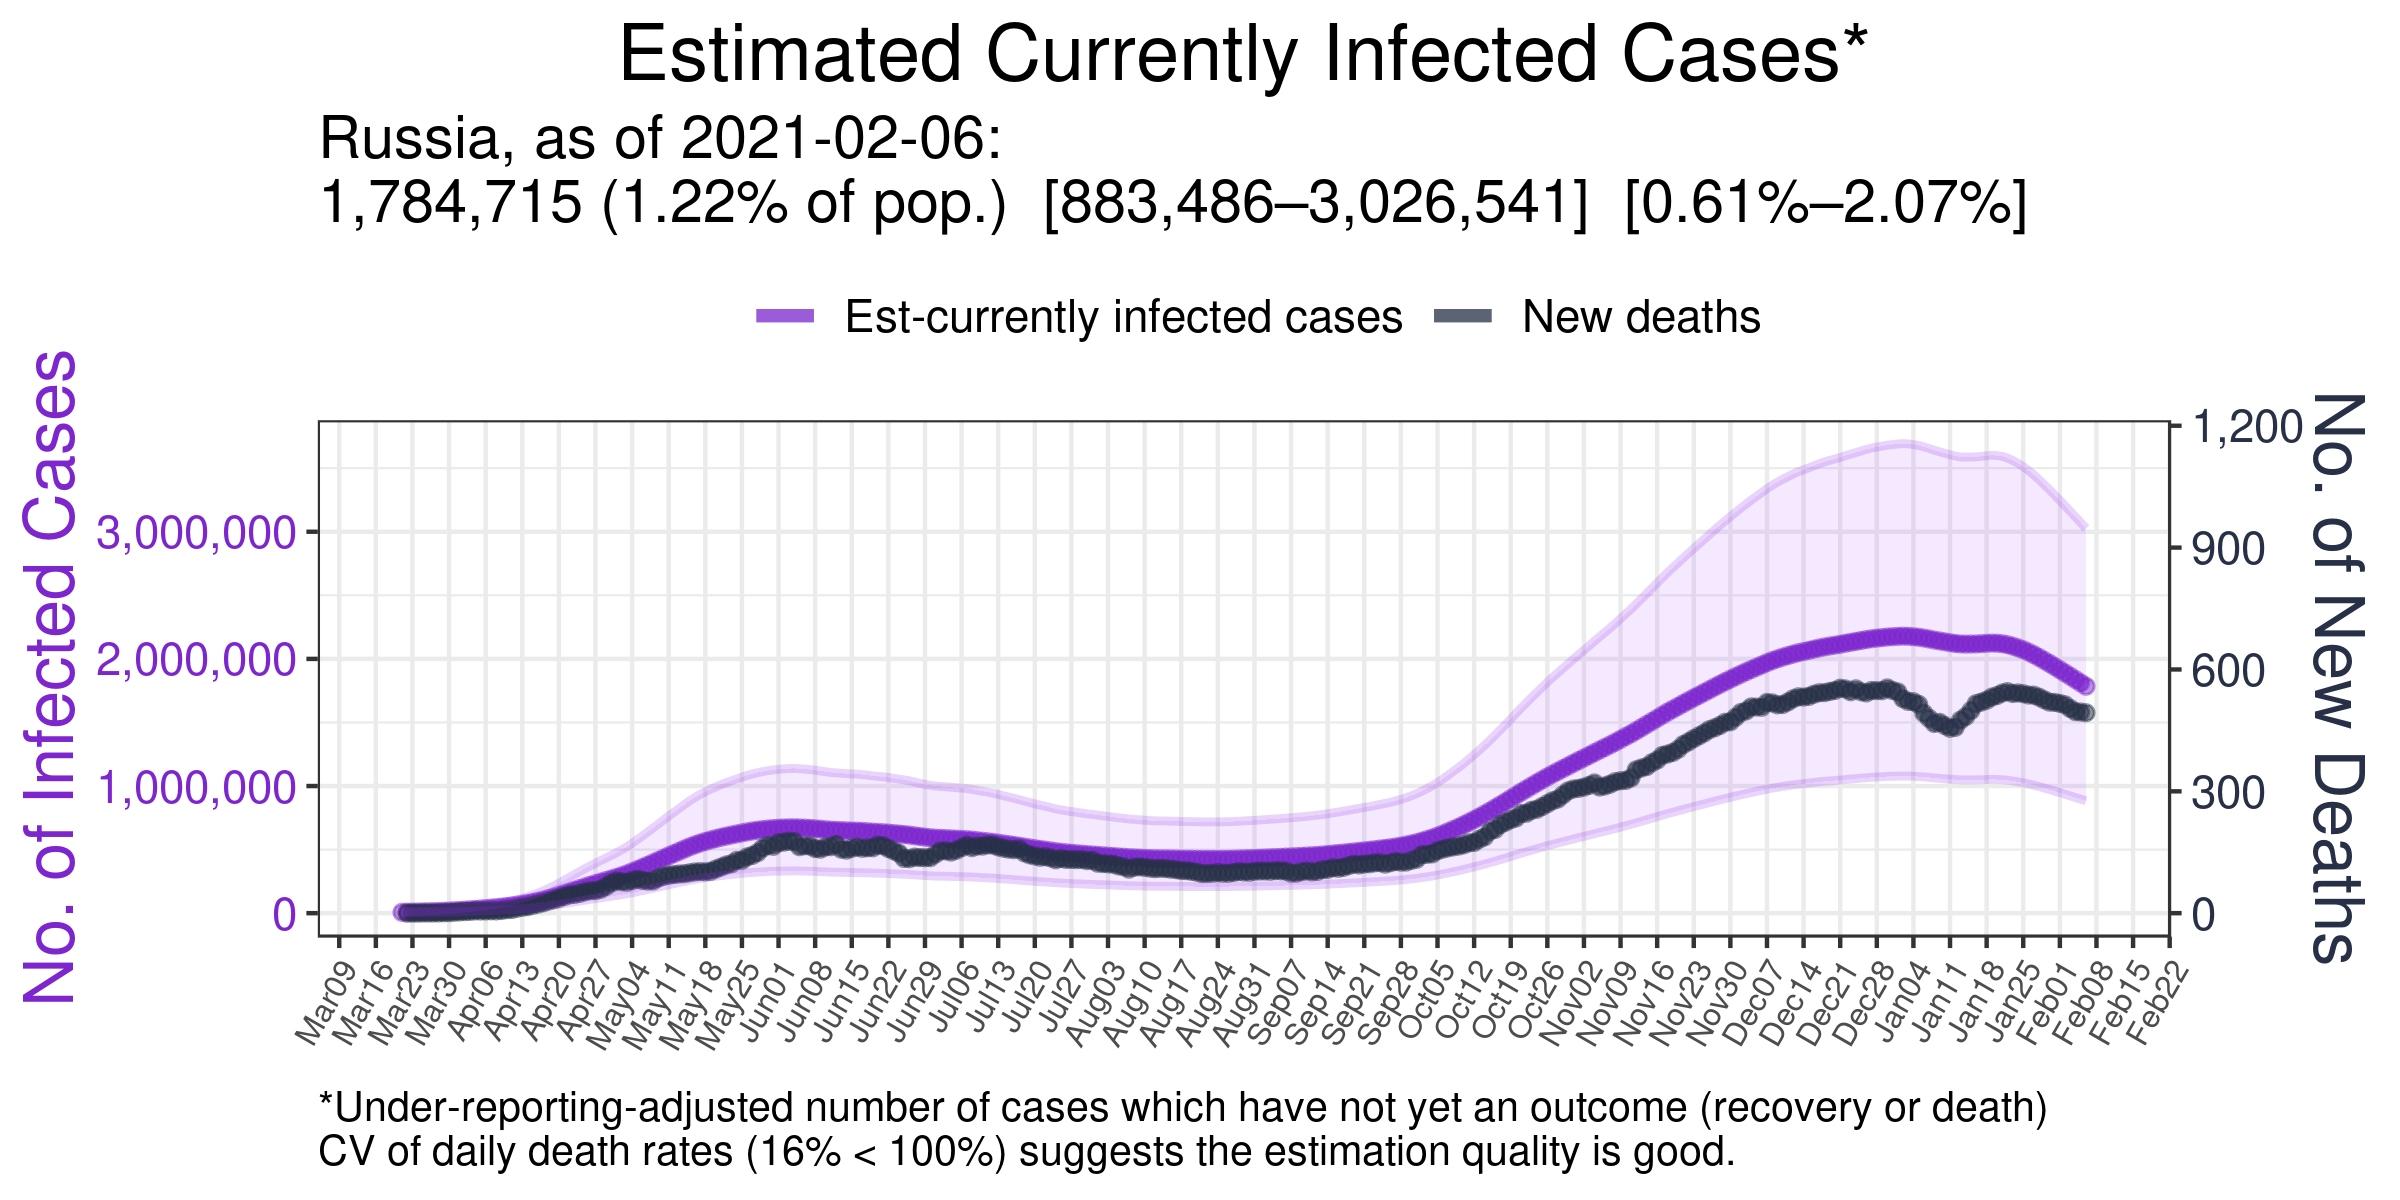 Estimated Currently Infected Cases*
Russia, as of 2021-02-06:
1,784,715 (1.22% of pop.) [883,486–3,026,541] [0.61%–2.07%]
Est-currently infected cases
New deaths
No. of Infected Cases
3,000,000
2,000,000
1,000,000
0
1,200
900
600
300
0
No. of New Deaths
Mar09
Mar16
Mar23
Mar30
Apr06
Apr13
Apr20
Apr27
May04
May11
May18
May25
Jun01
Jun08
Jun15
Jun22
Jun29
Jul06
Jul13
Jul20
Jul27
Aug03
Aug10
Aug17
Aug24
Aug31
Sep07
Sep14
Sep21
Sep28
Oct05
Oct12
Oct19
Oct26
Nov02
Nov09
Nov16
Nov23
Nov30
Dec07
Dec14
Dec21
Dec28
Jan04
Jan11
Jan18
Jan25
Feb01
Feb08
Feb15
Feb22
*Under-reporting-adjusted number of cases which have not yet an outcome (recovery or death)
CV of daily death rates (16% < 100%) suggests the estimation quality is good.